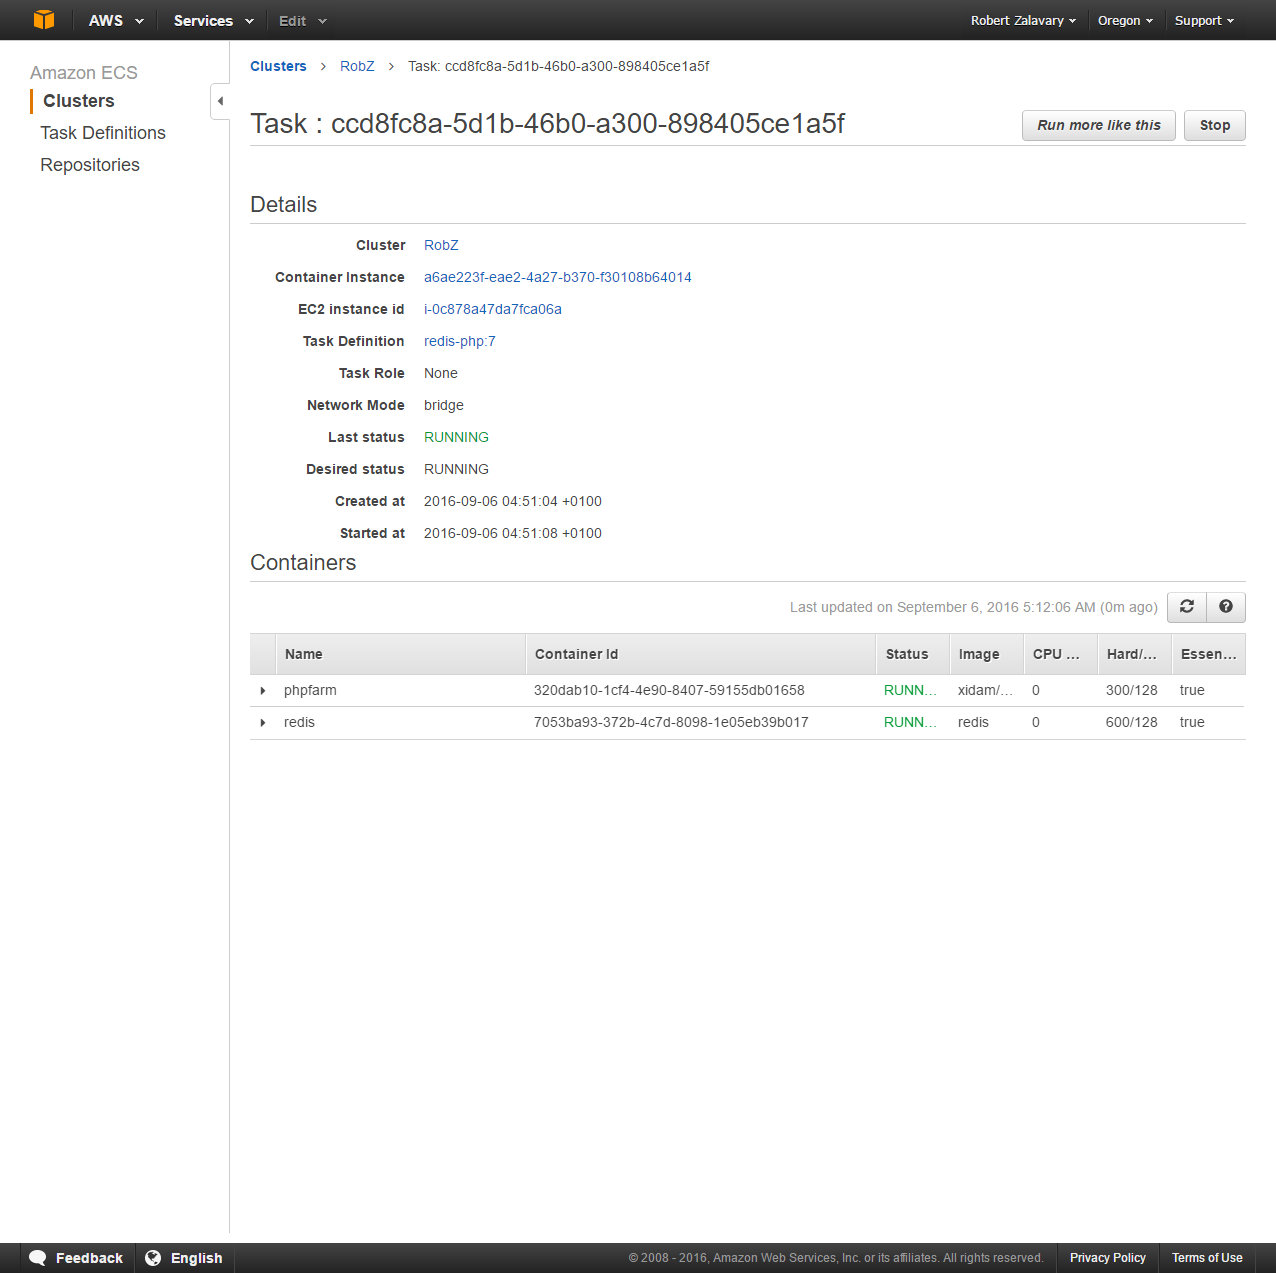 AWS Services Edit Robert Zalavary Oregon Support
Amazon ECS
Clusters
Task Definitions
Repositories
Clusters > RobZ > Task: ccd8fc8a-5d1b-46b0-a300-898405ce1a5f
Task : ccd8fc8a-5d1b-46b0-a300-898405ce1a5f
Run more like this Stop
Details
Cluster RobZ
Container Instance a6ae223f-eae2-4a27-b370-f30108b64014
EC2 instance id i-0c878a47da7fca06a
Task Definition redis-php:7
Task Role None
Network Mode bridge
Last status RUNNING
Desired status RUNNING
Created at 2016-09-06 04:51:04 +0100
Started at 2016-09-06 04:51:08 +0100
Containers
Last updated on September 6, 2016 5:12:06 AM (0m ago)
Name Container Id Status Image CPU ... Hard/... Essen...
phpfarm 320dab10-1cf4-4e90-8407-59155db01658 RUNN... xidam/... 0 300/128 true
redis 7053ba93-372b-4c7d-8098-1e05eb39b017 RUNN... redis 0 600/128 true
Feedback English © 2008 - 2016, Amazon Web Services, Inc. or its affiliates. All rights reserved. Privacy Policy Terms of Use